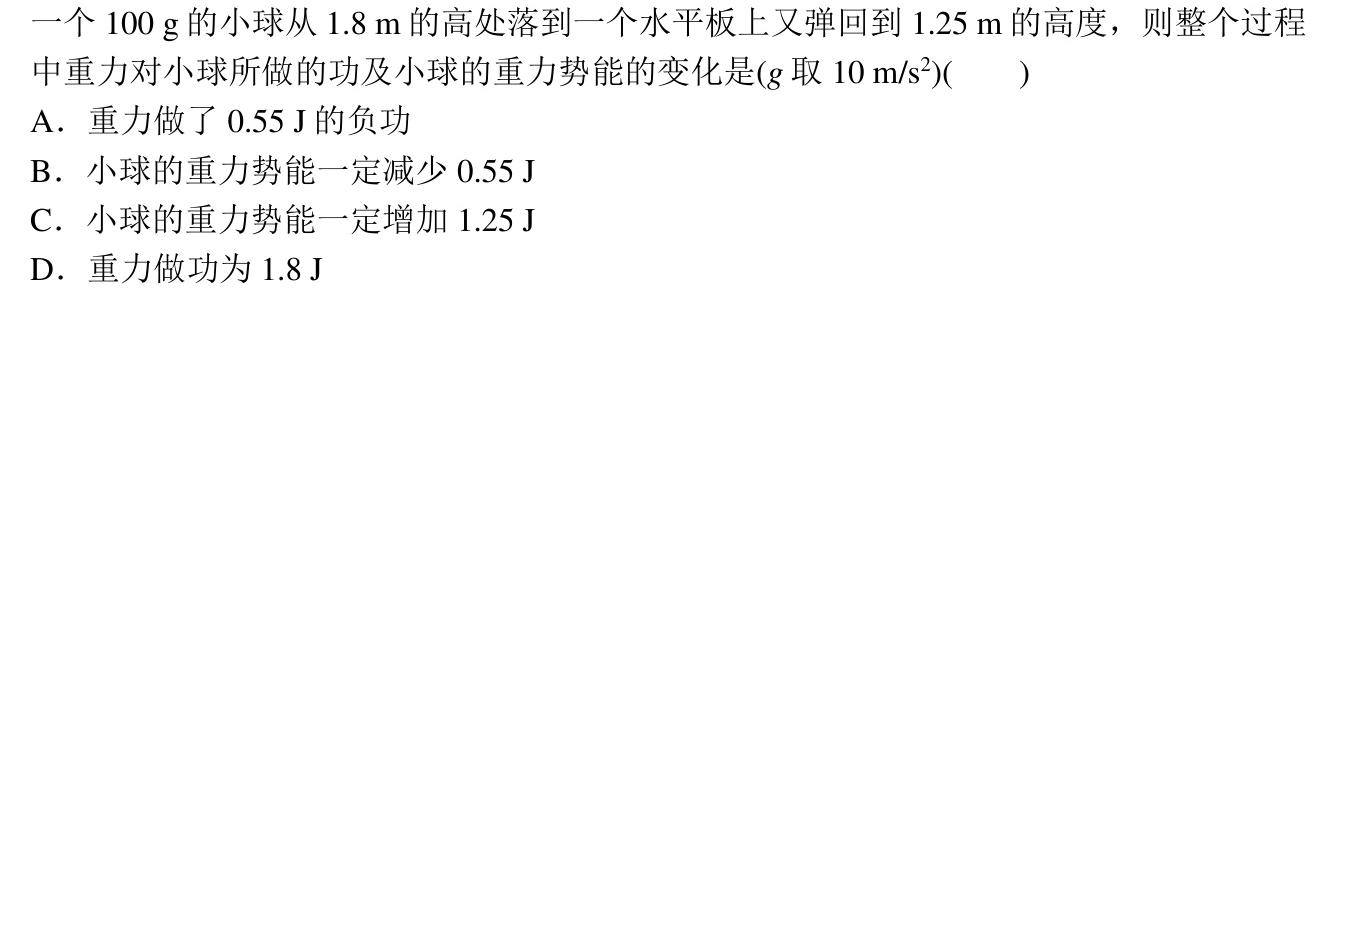 一个 100 g 的小球从 1.8 m 的高处落到一个水平板上又弹回到 1.25 m 的高度，则整个过程
中重力对小球所做的功及小球的重力势能的变化是(g 取 10 m/s²)(　　)
A．重力做了 0.55 J 的负功
B．小球的重力势能一定减少 0.55 J
C．小球的重力势能一定增加 1.25 J
D．重力做功为 1.8 J